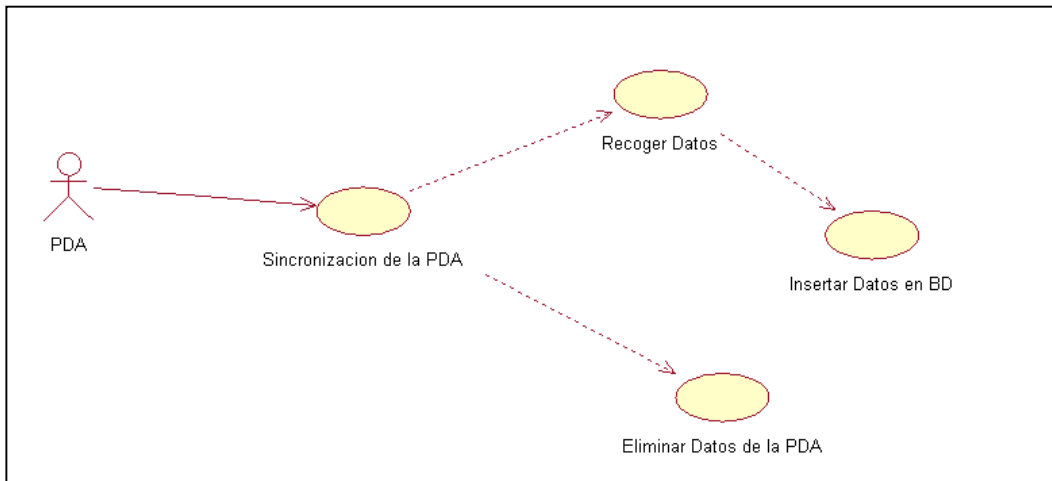 Recoger Datos
PDA
Sincronizacion de la PDA
Insertar Datos en BD
Eliminar Datos de la PDA